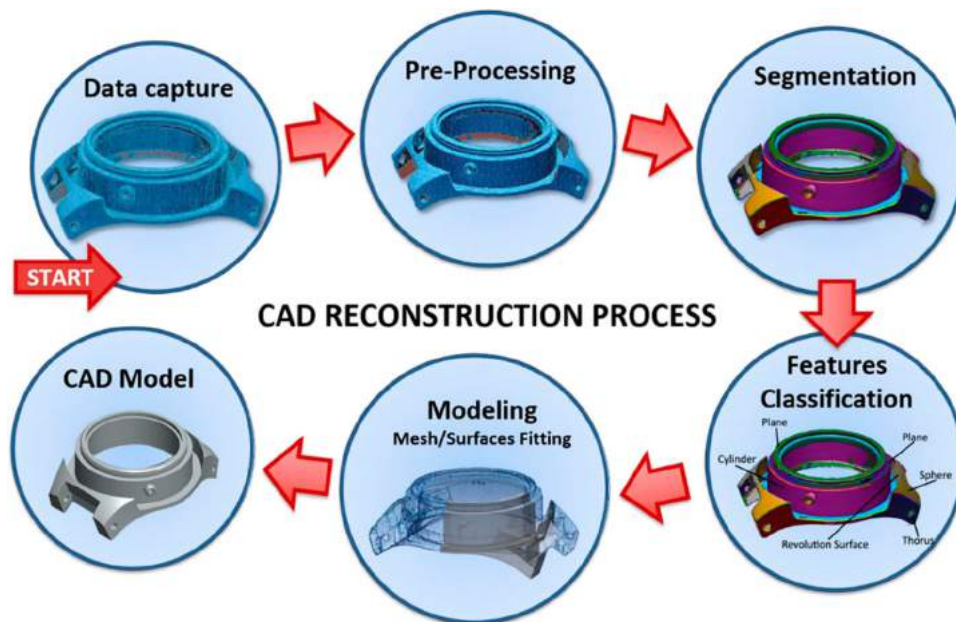 Data capture
Pre-Processing
Segmentation
START
CAD RECONSTRUCTION PROCESS
CAD Model
Modeling
Mesh/Surfaces Fitting
Features
Classification
Plane
Plane
Cylinder
Sphere
Revolution Surface
Thorus